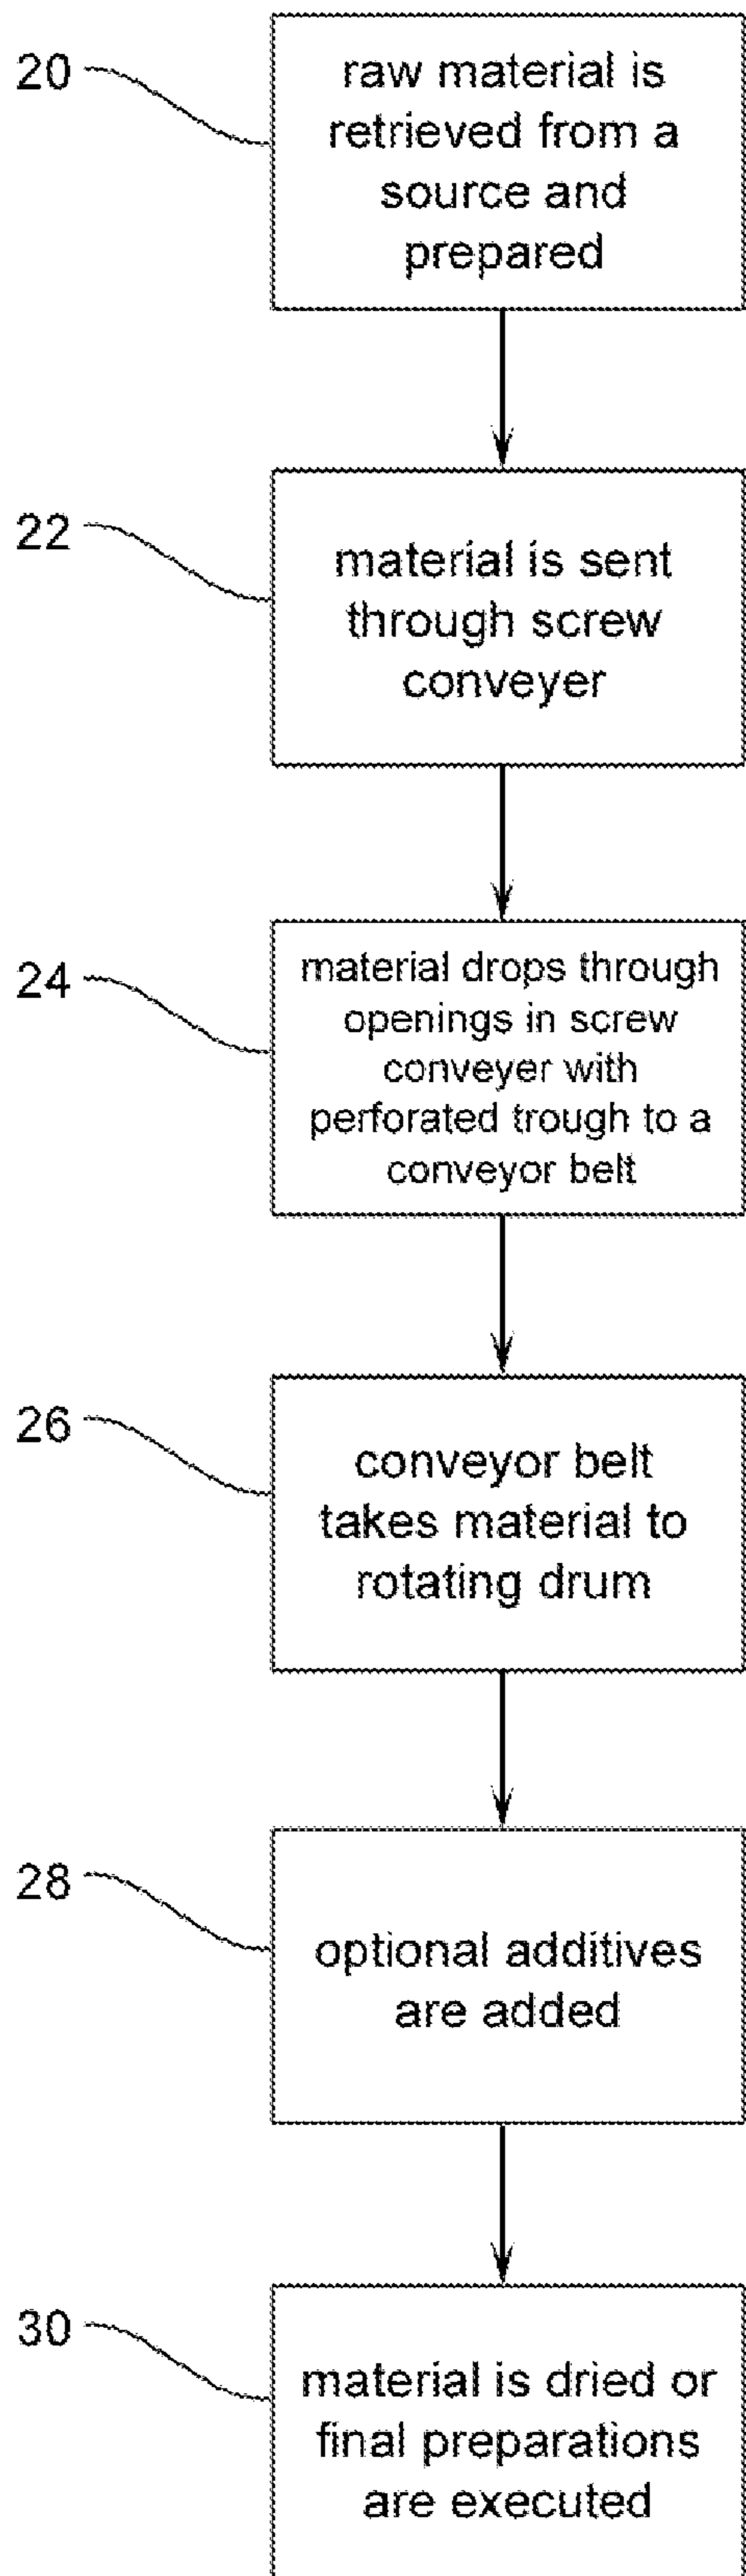 20
raw material is
retrieved from a
source and
prepared
22
material is sent
through screw
conveyer
24
material drops through
openings in screw
conveyer with
perforated trough to a
conveyor belt
26
conveyor belt
takes material to
rotating drum
28
optional additives
are added
30
material is dried or
final preparations
are executed